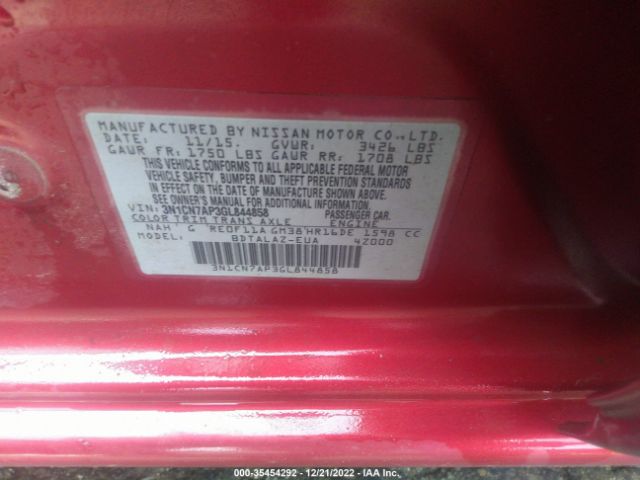 MANUFACTURED BY NISSAN MOTOR CO.,LTD.
DATE: 11/15. GVWR: 3426 LBS
GAWR FR: 1750 LBS GAWR RR: 1708 LBS
THIS VEHICLE CONFORMS TO ALL APPLICABLE FEDERAL MOTOR
VEHICLE SAFETY, BUMPER AND THEFT PREVENTION STANDARDS
IN EFFECT ON THE DATE OF MANUFACTURE SHOWN ABOVE.
SEE OWNER'S MANUAL FOR ADDITIONAL INFORMATION
VIN: 3N1CN7AP3GL844858 PASSENGER CAR.
COLOR TRIM TRANS AXLE ENGINE
NAH G RE0F11A GM38 HR16DE 1598 CC
MODEL: BDTALAZ-EUA 4Z000
3N1CN7AP3GL844858
000-35454292 - 12/21/2022 - IAA Inc.